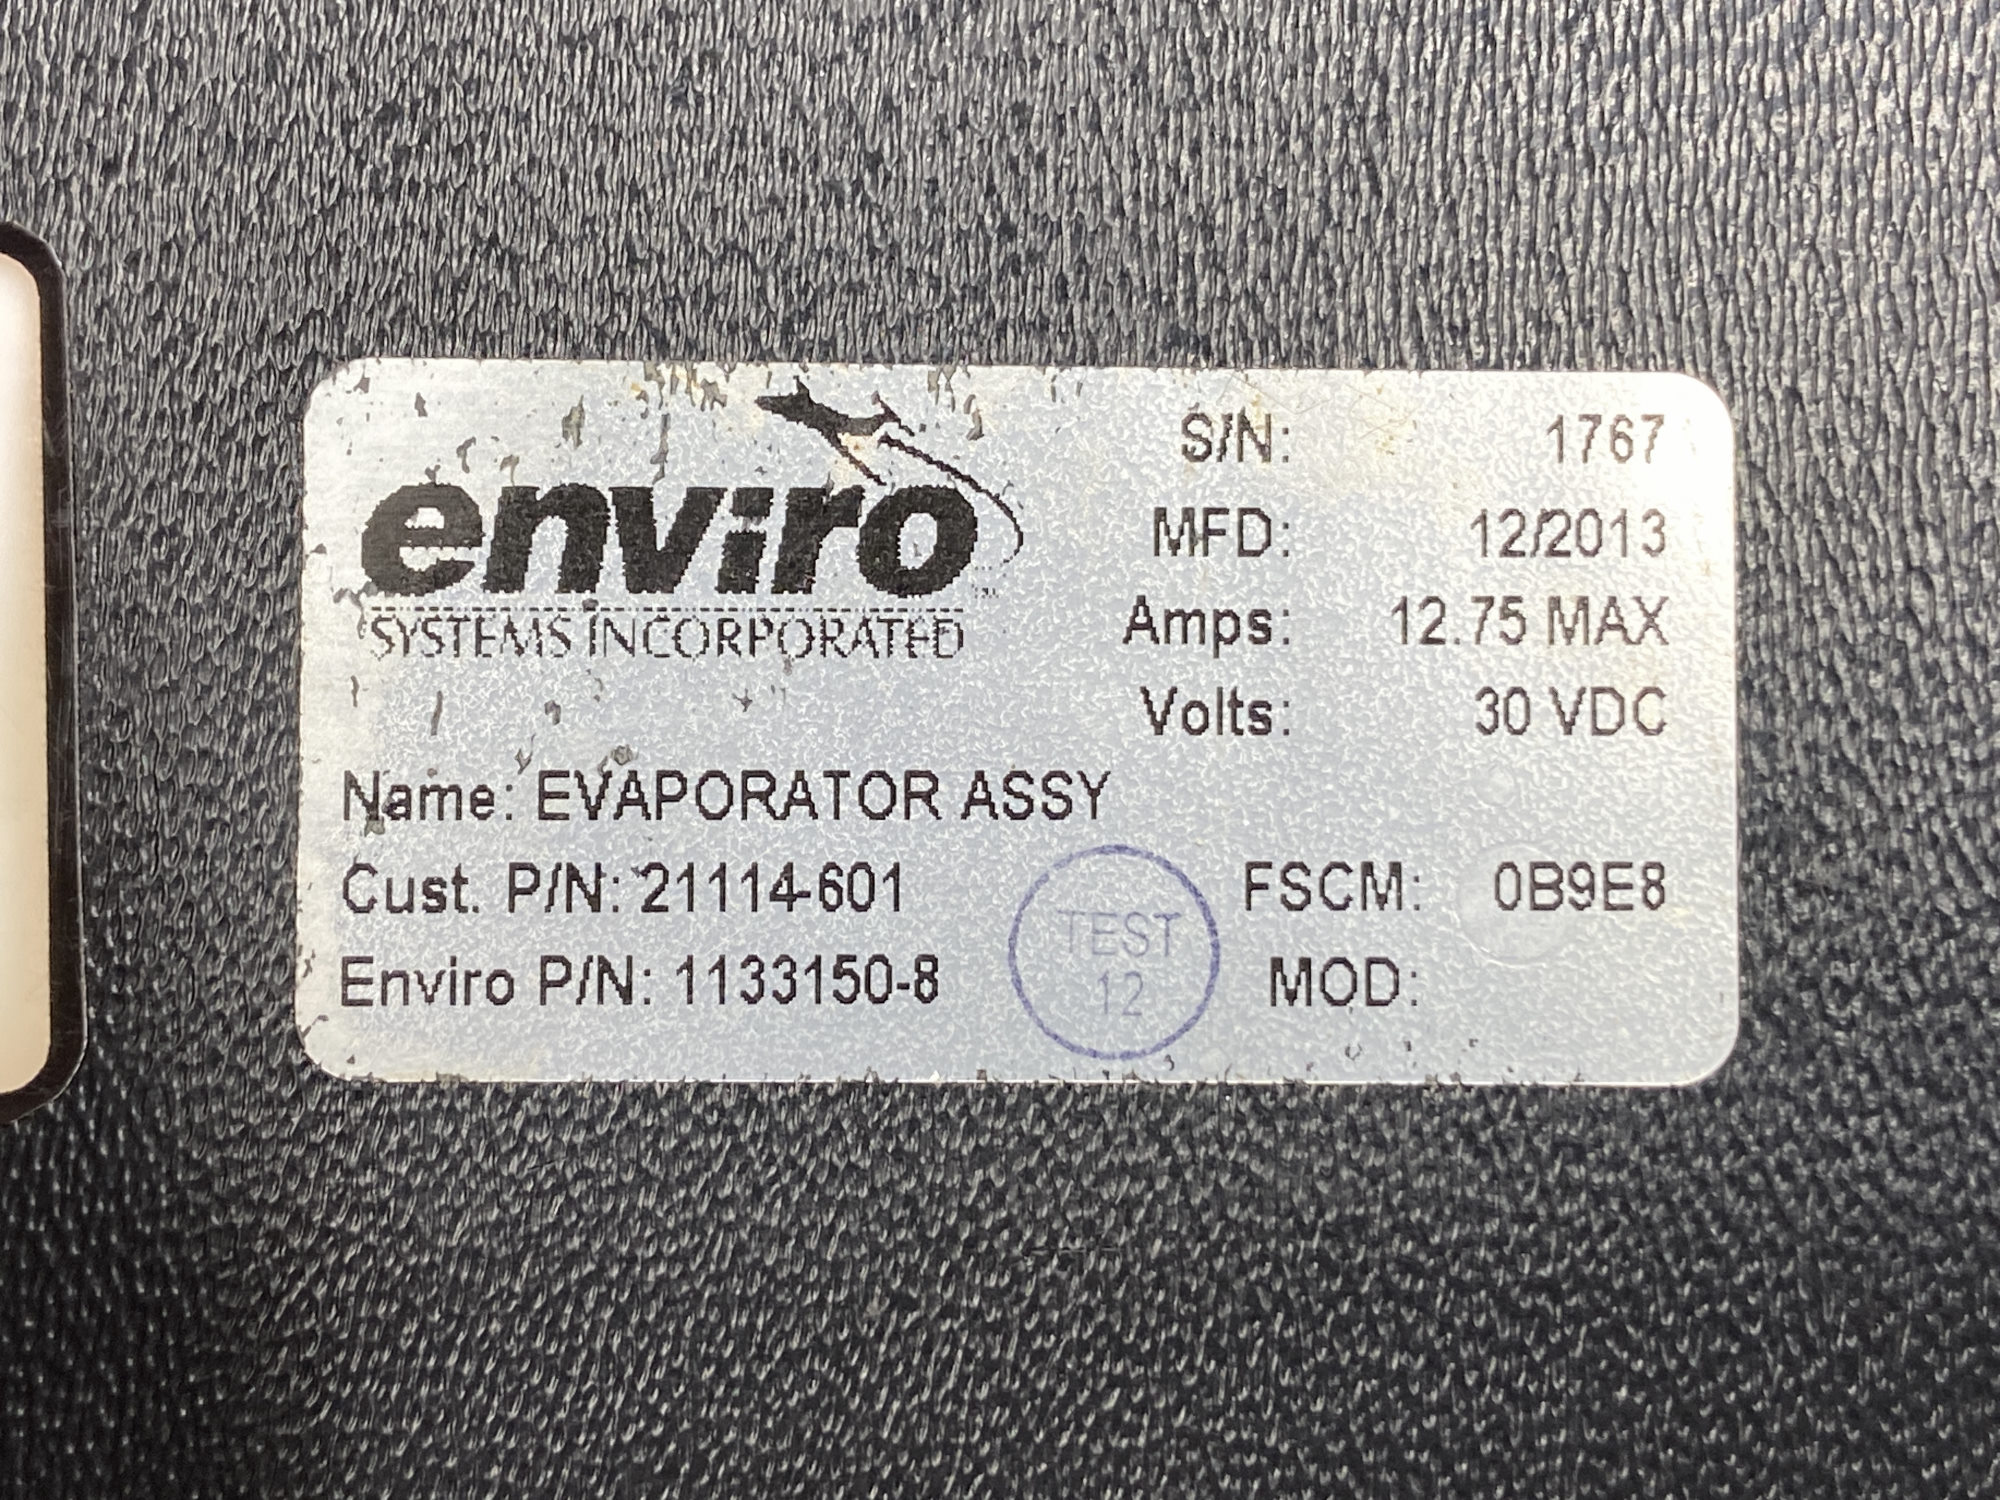 enviro
SYSTEMS INCORPORATED
S/N: 1767
MFD: 12/2013
Amps: 12.75 MAX
Volts: 30 VDC
Name: EVAPORATOR ASSY
Cust. P/N: 21114-601
FSCM: 0B9E8
Enviro P/N: 1133150-8
MOD:
TEST
12